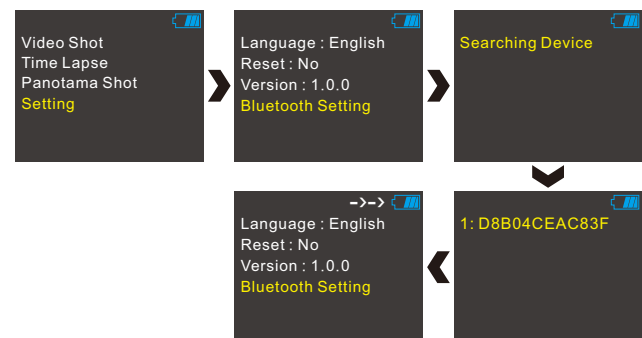 Video Shot
Time Lapse
Panotama Shot
Setting
Language : English
Reset : No
Version : 1.0.0
Bluetooth Setting
Searching Device
1: D8B04CEAC83F
->->
Language : English
Reset : No
Version : 1.0.0
Bluetooth Setting